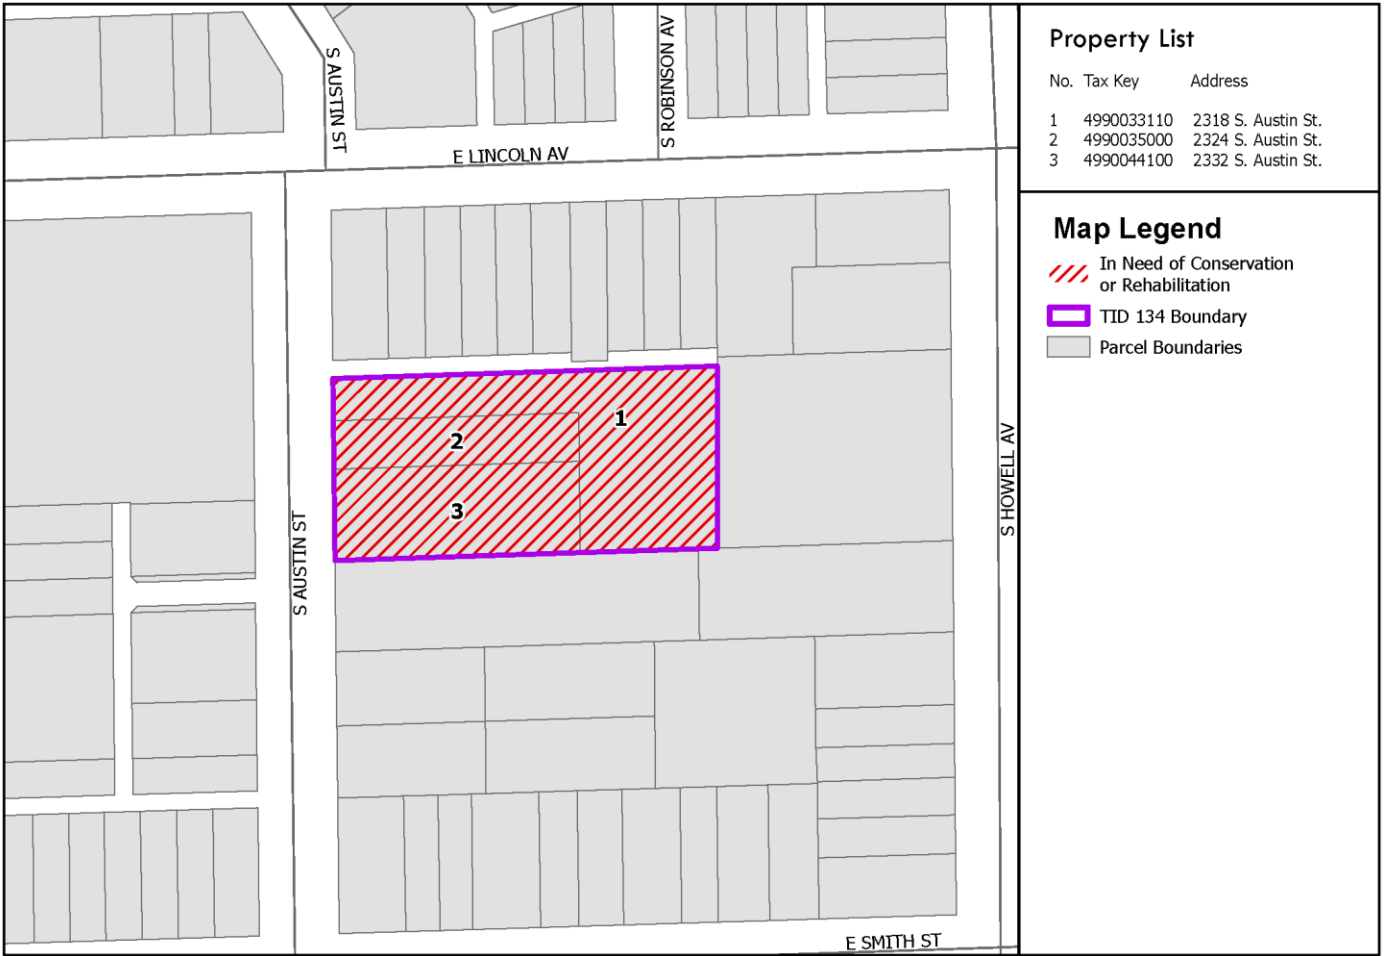 S AUSTIN ST
S ROBINSON AV
E LINCOLN AV
1
2
3
S AUSTIN ST
S HOWELL AV
E SMITH ST
Property List
No. Tax Key Address
1 4990033110 2318 S. Austin St.
2 4990035000 2324 S. Austin St.
3 4990044100 2332 S. Austin St.
Map Legend
In Need of Conservation
or Rehabilitation
TID 134 Boundary
Parcel Boundaries